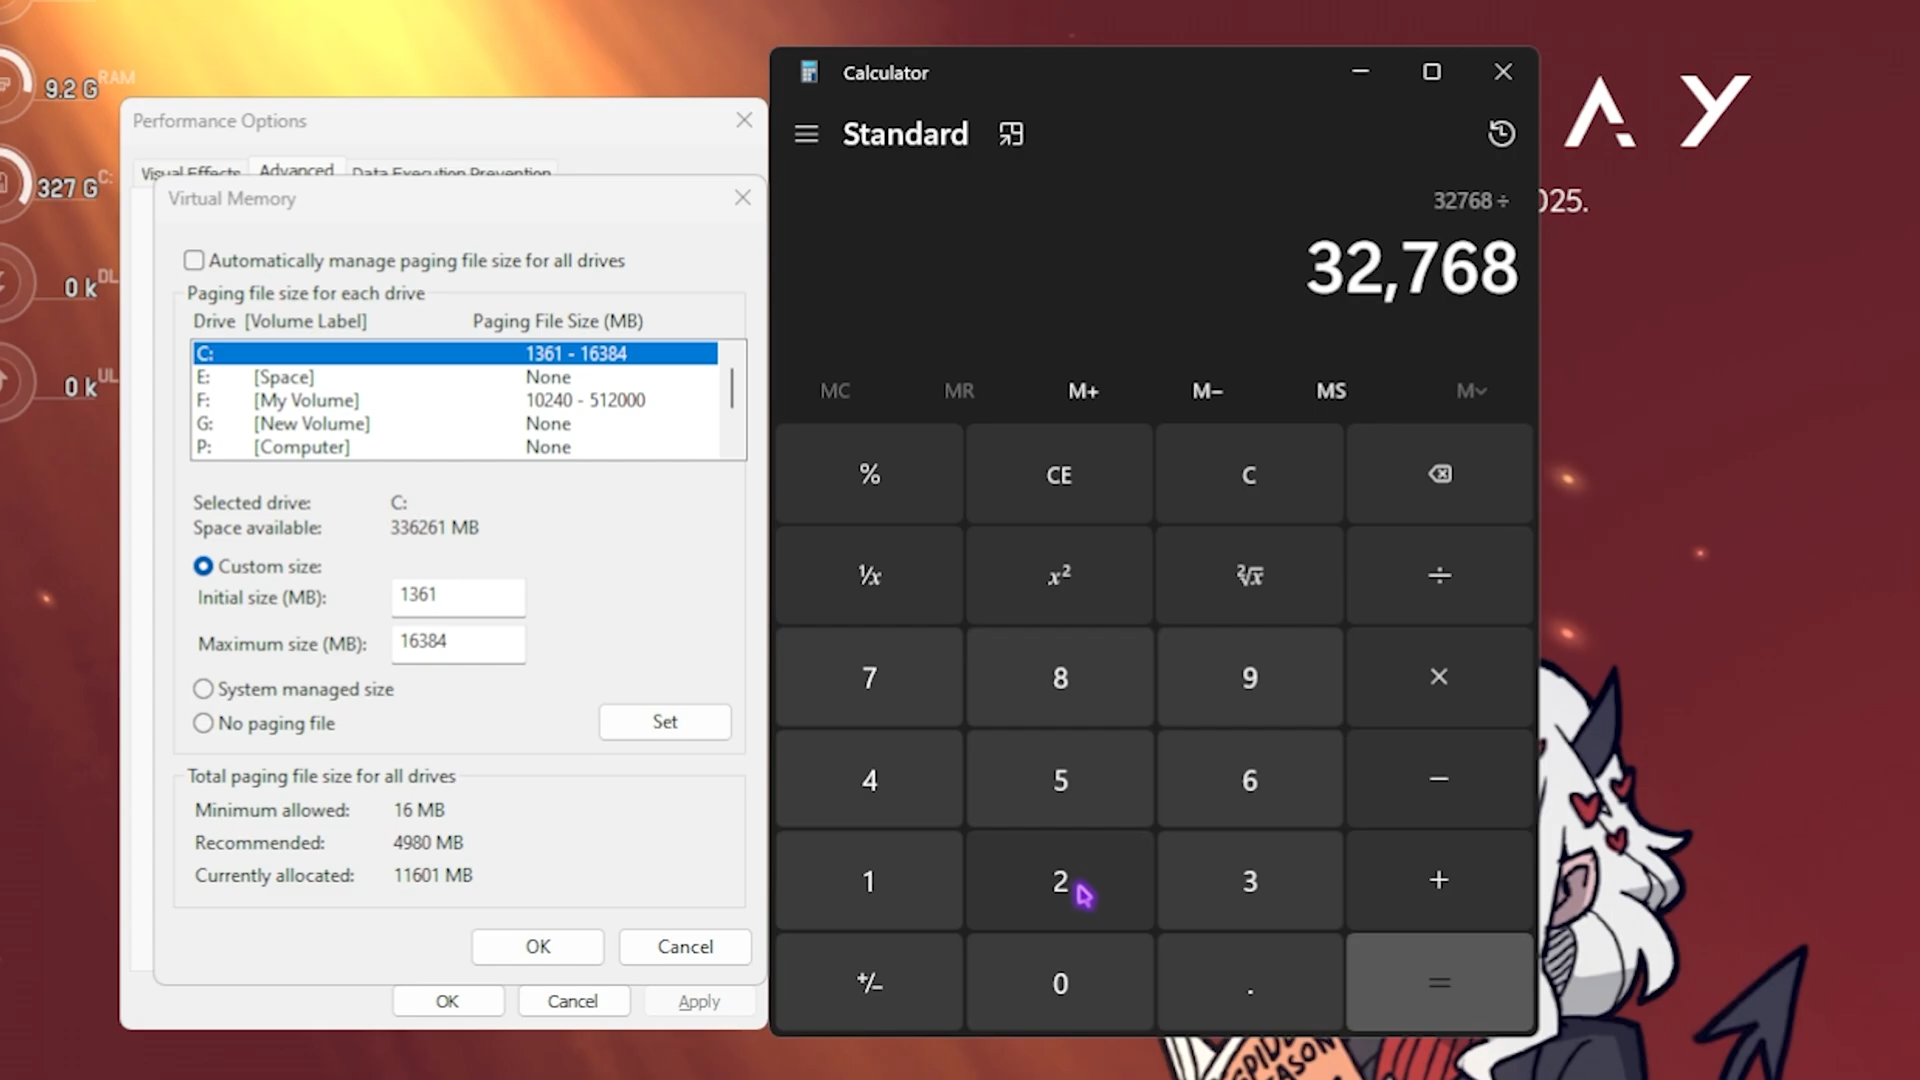 RAM
9.2 G
C:
327 G
DL
0 k
UL
0 k
Performance Options
Visual Effects
Advanced
Data Execution Prevention
Virtual Memory
Automatically manage paging file size for all drives
Paging file size for each drive
Drive [Volume Label] Paging File Size (MB)
C: 1361 - 16384
E: [Space] None
F: [My Volume] 10240 - 512000
G: [New Volume] None
P: [Computer] None
Selected drive: C:
Space available: 336261 MB
Custom size:
Initial size (MB): 1361
Maximum size (MB): 16384
System managed size
No paging file
Set
Total paging file size for all drives
Minimum allowed: 16 MB
Recommended: 4980 MB
Currently allocated: 11601 MB
OK Cancel
OK Cancel Apply
Calculator
Standard
32768 ÷
32,768
MC MR M+ M− MS M
% CE C
¹/x x² ²√x ÷
7 8 9 ×
4 5 6 −
1 2 3 +
+/− 0 . =
A Y
025.